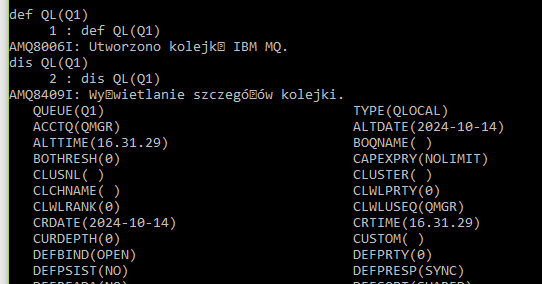 def QL(Q1)
1 : def QL(Q1)
AMQ8006I: Utworzono kolejk� IBM MQ.
dis QL(Q1)
2 : dis QL(Q1)
AMQ8409I: Wy�wietlanie szczegó�ów kolejki.
QUEUE(Q1) TYPE(QLOCAL)
ACCTQ(QMGR) ALTDATE(2024-10-14)
ALTTIME(16.31.29) BOQNAME( )
BOTHRESH(0) CAPEXPRY(NOLIMIT)
CLUSNL( ) CLUSTER( )
CLCHNAME( ) CLWLPRTY(0)
CLWLRANK(0) CLWLUSEQ(QMGR)
CRDATE(2024-10-14) CRTIME(16.31.29)
CURDEPTH(0) CUSTOM( )
DEFBIND(OPEN) DEFPRTY(0)
DEFPSIST(NO) DEFPRESP(SYNC)